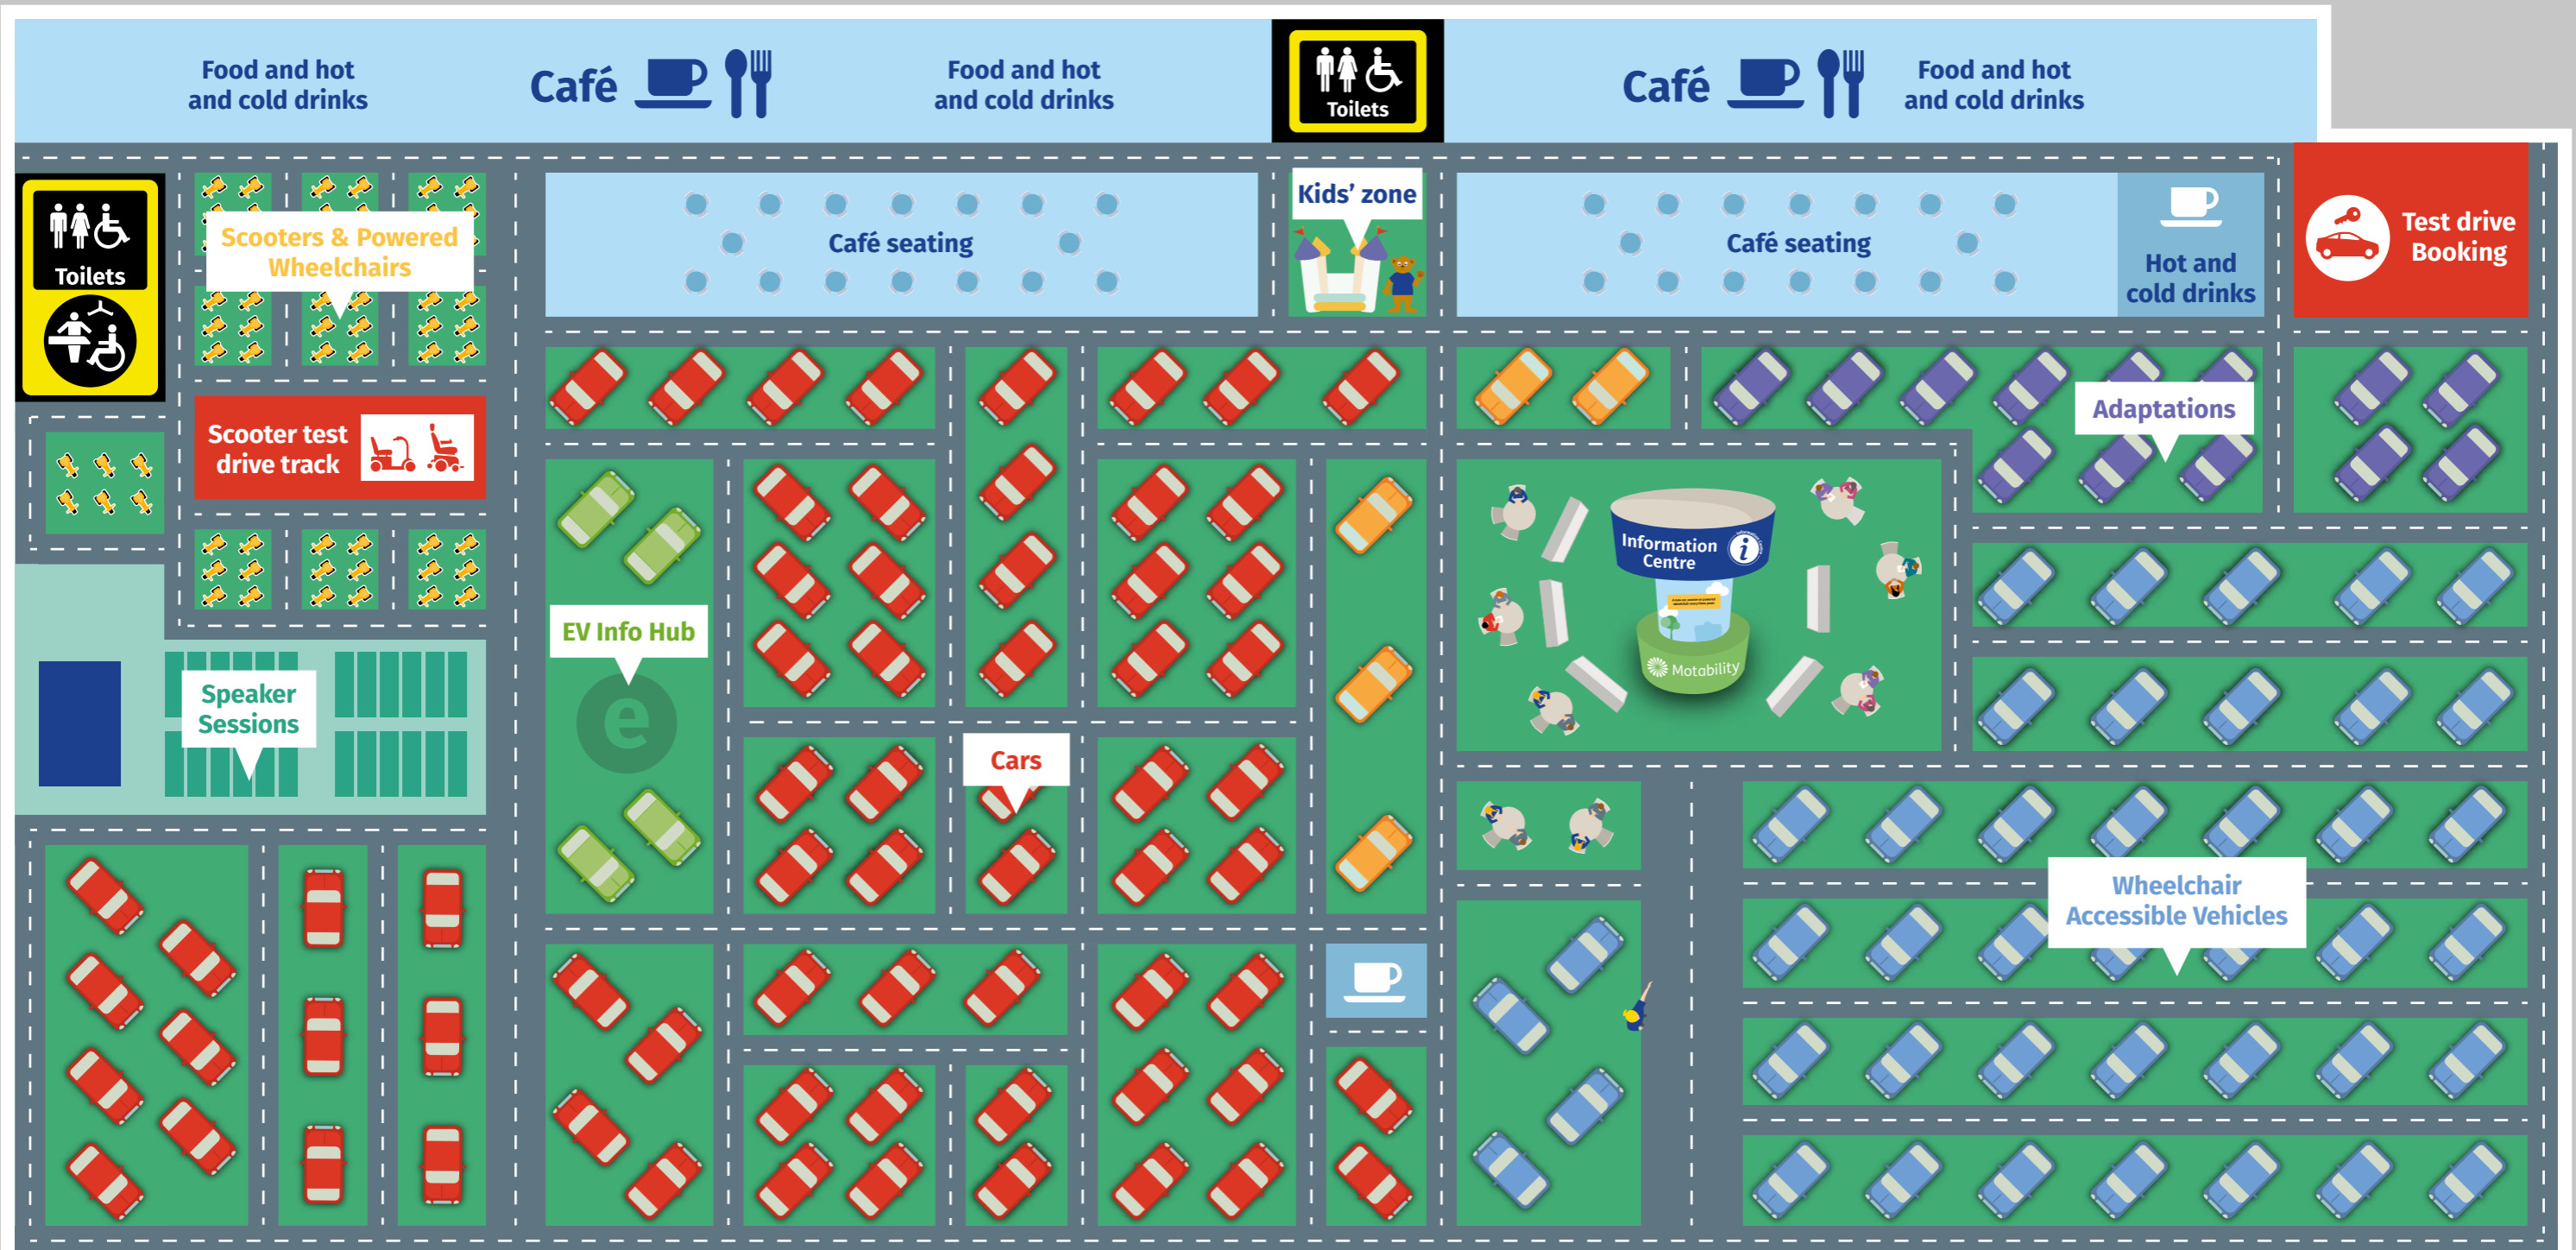 Food and hot
and cold drinks
Café
Food and hot
and cold drinks
Toilets
Café
Food and hot
and cold drinks
Toilets
Scooters & Powered
Wheelchairs
Café seating
Kids’ zone
Café seating
Hot and
cold drinks
Test drive
Booking
Scooter test
drive track
Adaptations
Information
Centre
i
Motability
EV Info Hub
e
Speaker
Sessions
Cars
Wheelchair
Accessible Vehicles